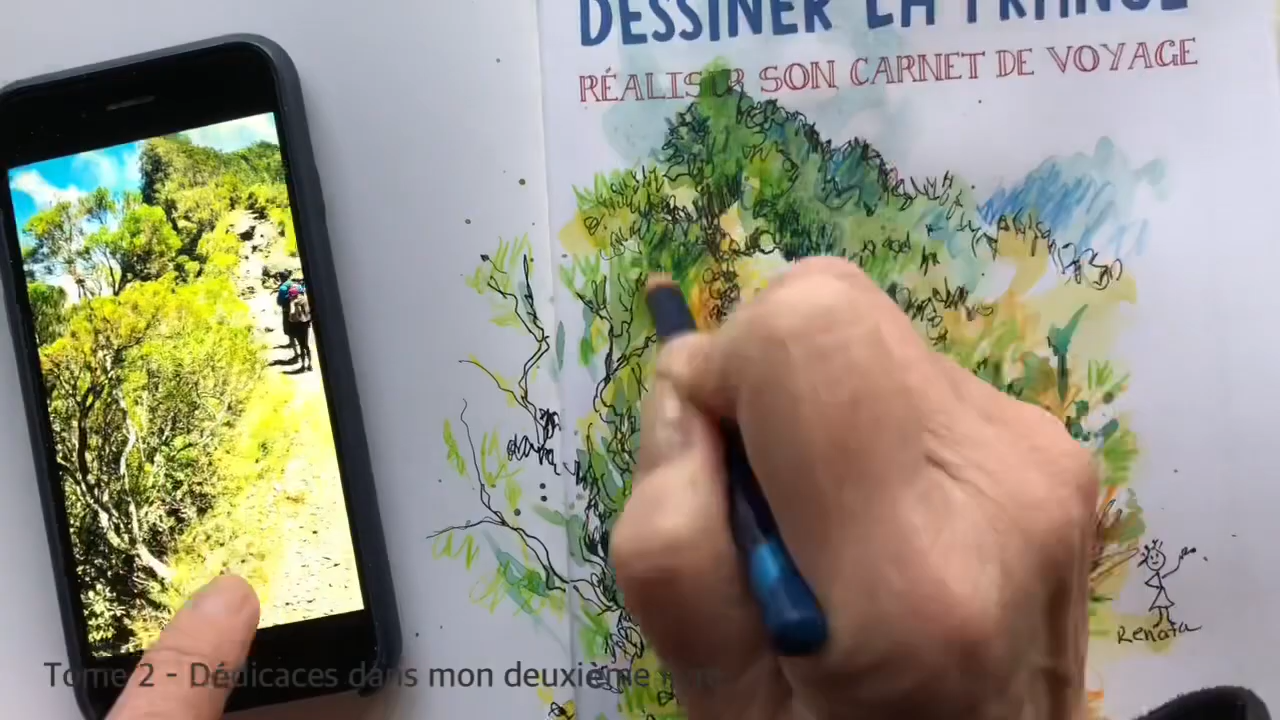 DESSINER LA FRANCE
RÉALISER SON CARNET DE VOYAGE
Renata
Tome 2 - Dédicaces dans mon deuxième